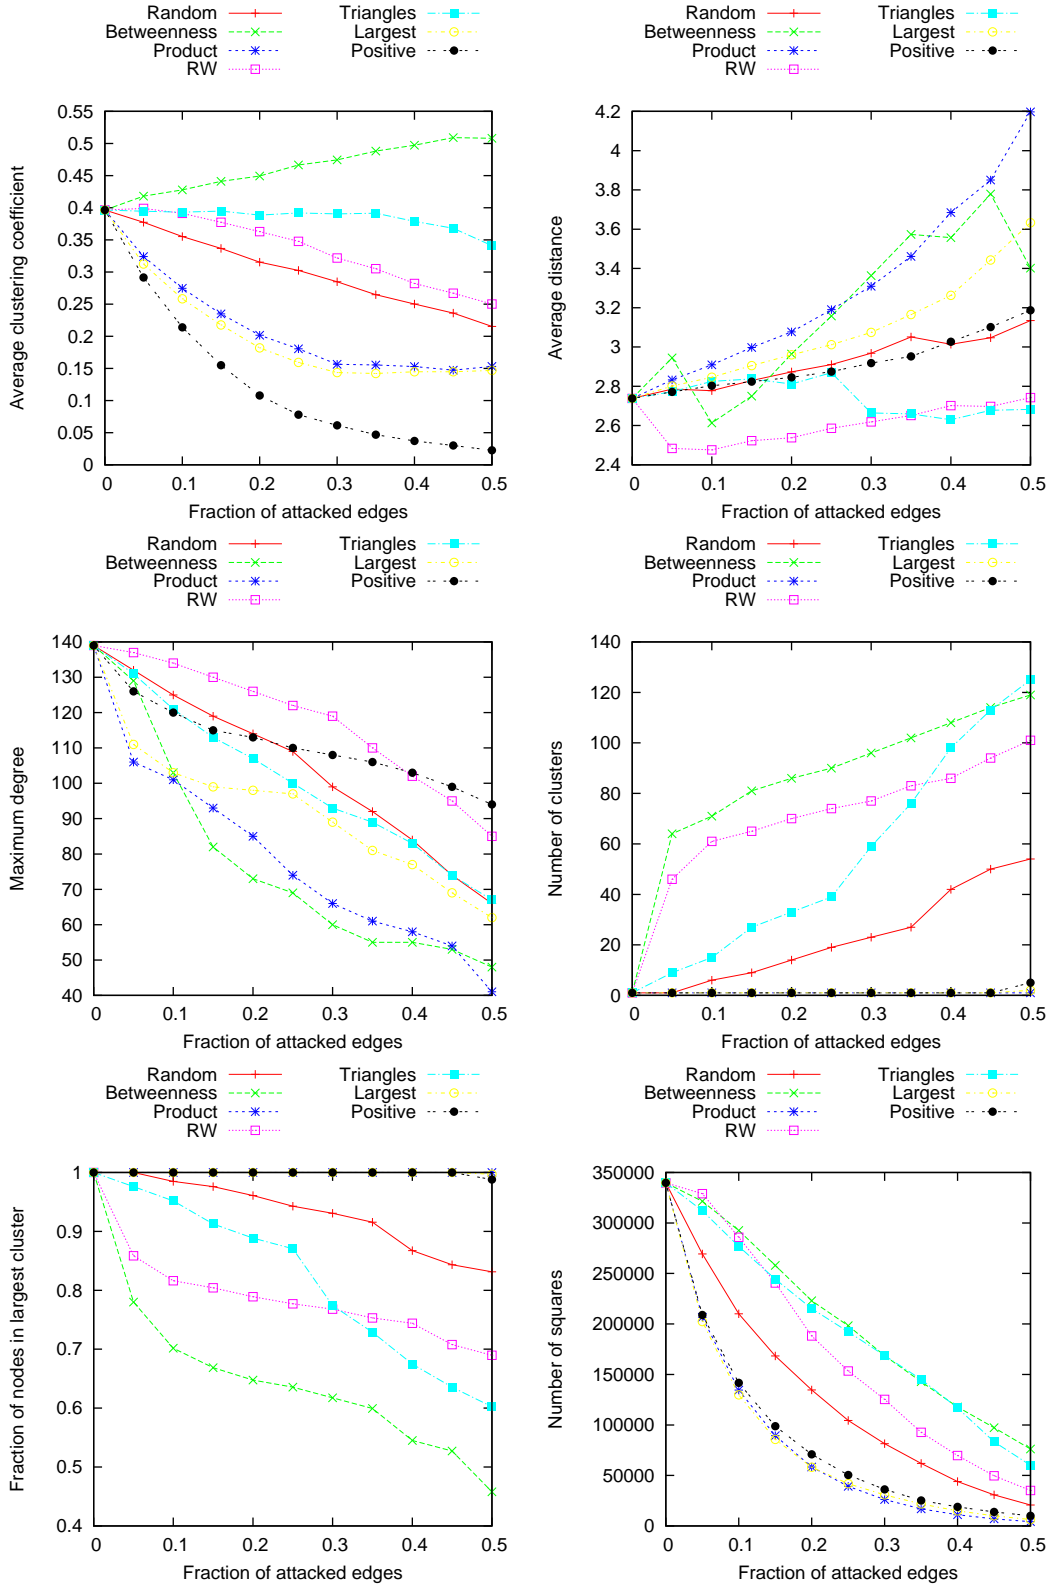 Random
Betweenness
Product
RW
Triangles
Largest
Positive
Average clustering coefficient
0.55
0.5
0.45
0.4
0.35
0.3
0.25
0.2
0.15
0.1
0.05
0
0 0.1 0.2 0.3 0.4 0.5
Fraction of attacked edges
Random
Betweenness
Product
RW
Triangles
Largest
Positive
Average distance
4.2
4
3.8
3.6
3.4
3.2
3
2.8
2.6
2.4
0 0.1 0.2 0.3 0.4 0.5
Fraction of attacked edges
Random
Betweenness
Product
RW
Triangles
Largest
Positive
Maximum degree
140
130
120
110
100
90
80
70
60
50
40
0 0.1 0.2 0.3 0.4 0.5
Fraction of attacked edges
Random
Betweenness
Product
RW
Triangles
Largest
Positive
Number of clusters
140
120
100
80
60
40
20
0
0 0.1 0.2 0.3 0.4 0.5
Fraction of attacked edges
Random
Betweenness
Product
RW
Triangles
Largest
Positive
Fraction of nodes in largest cluster
1
0.9
0.8
0.7
0.6
0.5
0.4
0 0.1 0.2 0.3 0.4 0.5
Fraction of attacked edges
Random
Betweenness
Product
RW
Triangles
Largest
Positive
Number of squares
350000
300000
250000
200000
150000
100000
50000
0
0 0.1 0.2 0.3 0.4 0.5
Fraction of attacked edges